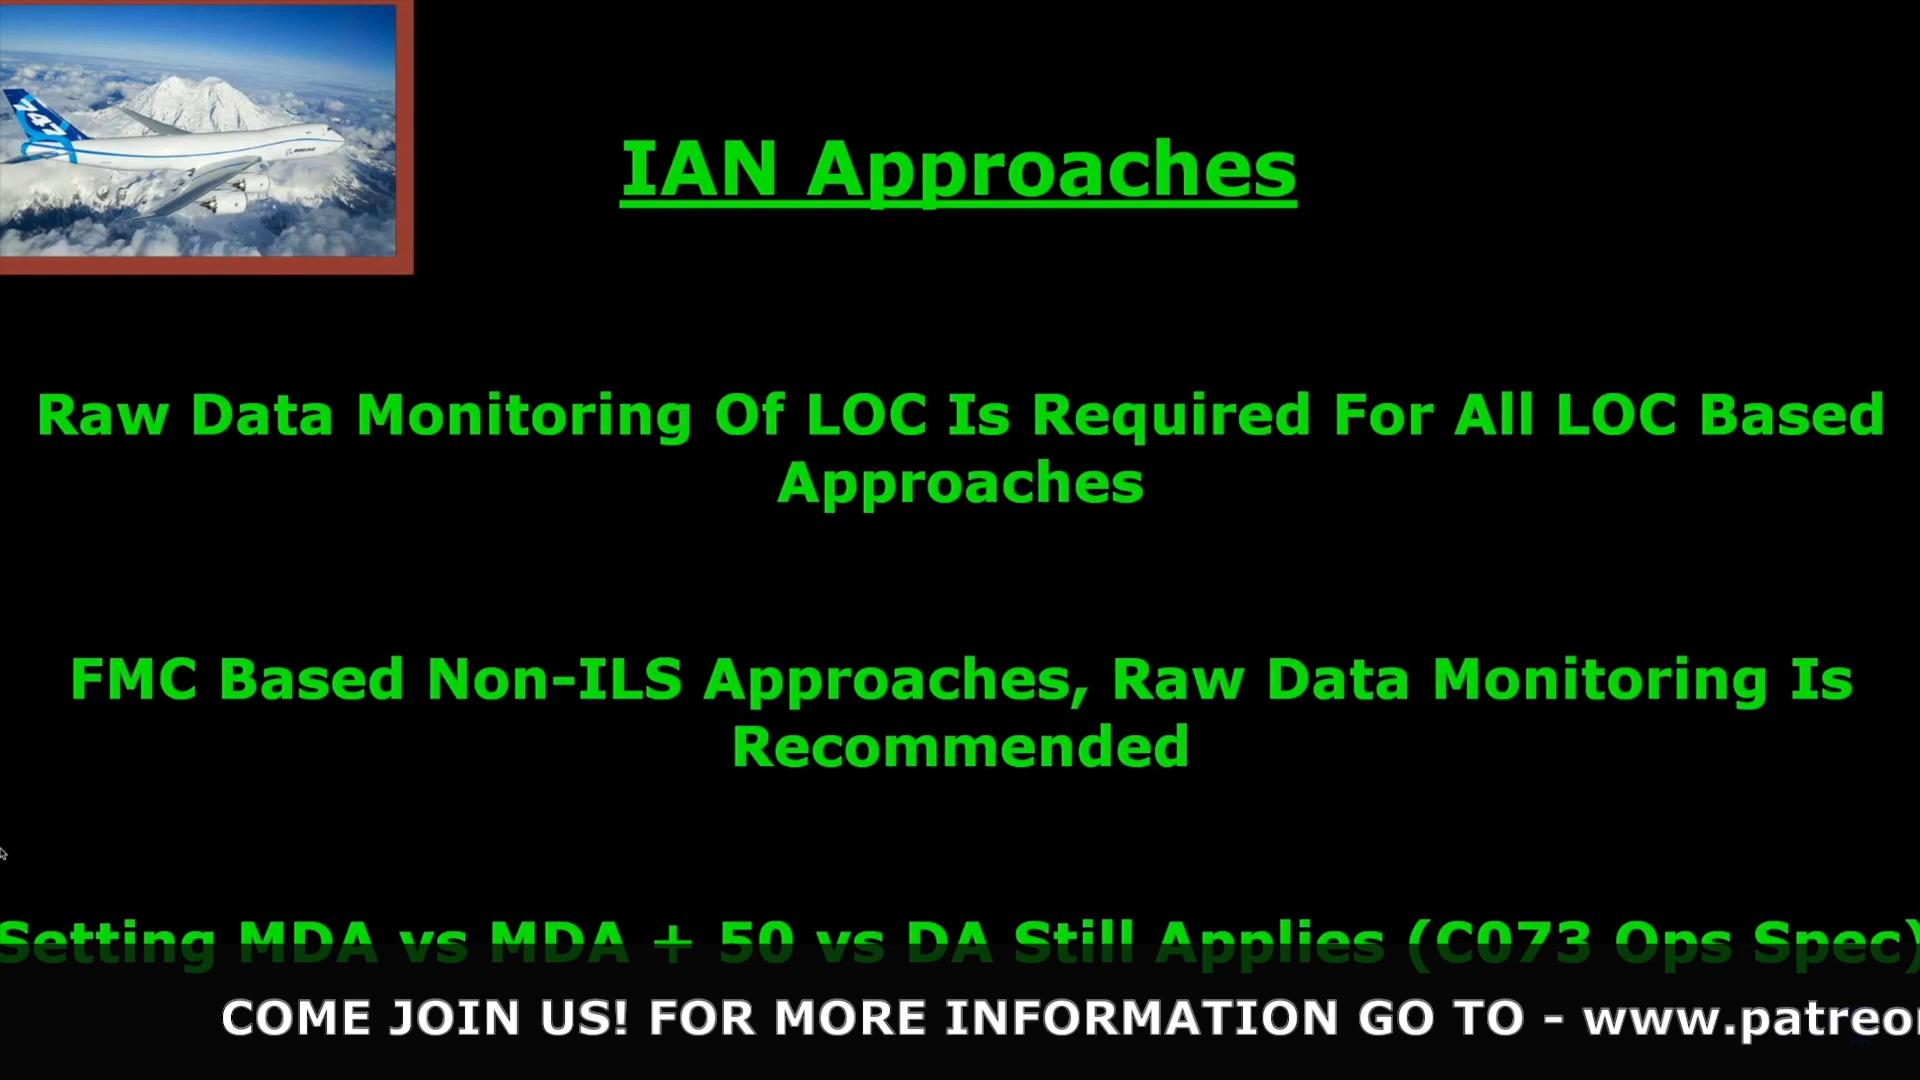 747
BOEING
IAN Approaches
Raw Data Monitoring Of LOC Is Required For All LOC Based
Approaches
FMC Based Non-ILS Approaches, Raw Data Monitoring Is
Recommended
Setting MDA vs MDA + 50 vs DA Still Applies (C073 Ops Spec)
COME JOIN US! FOR MORE INFORMATION GO TO - www.patreo